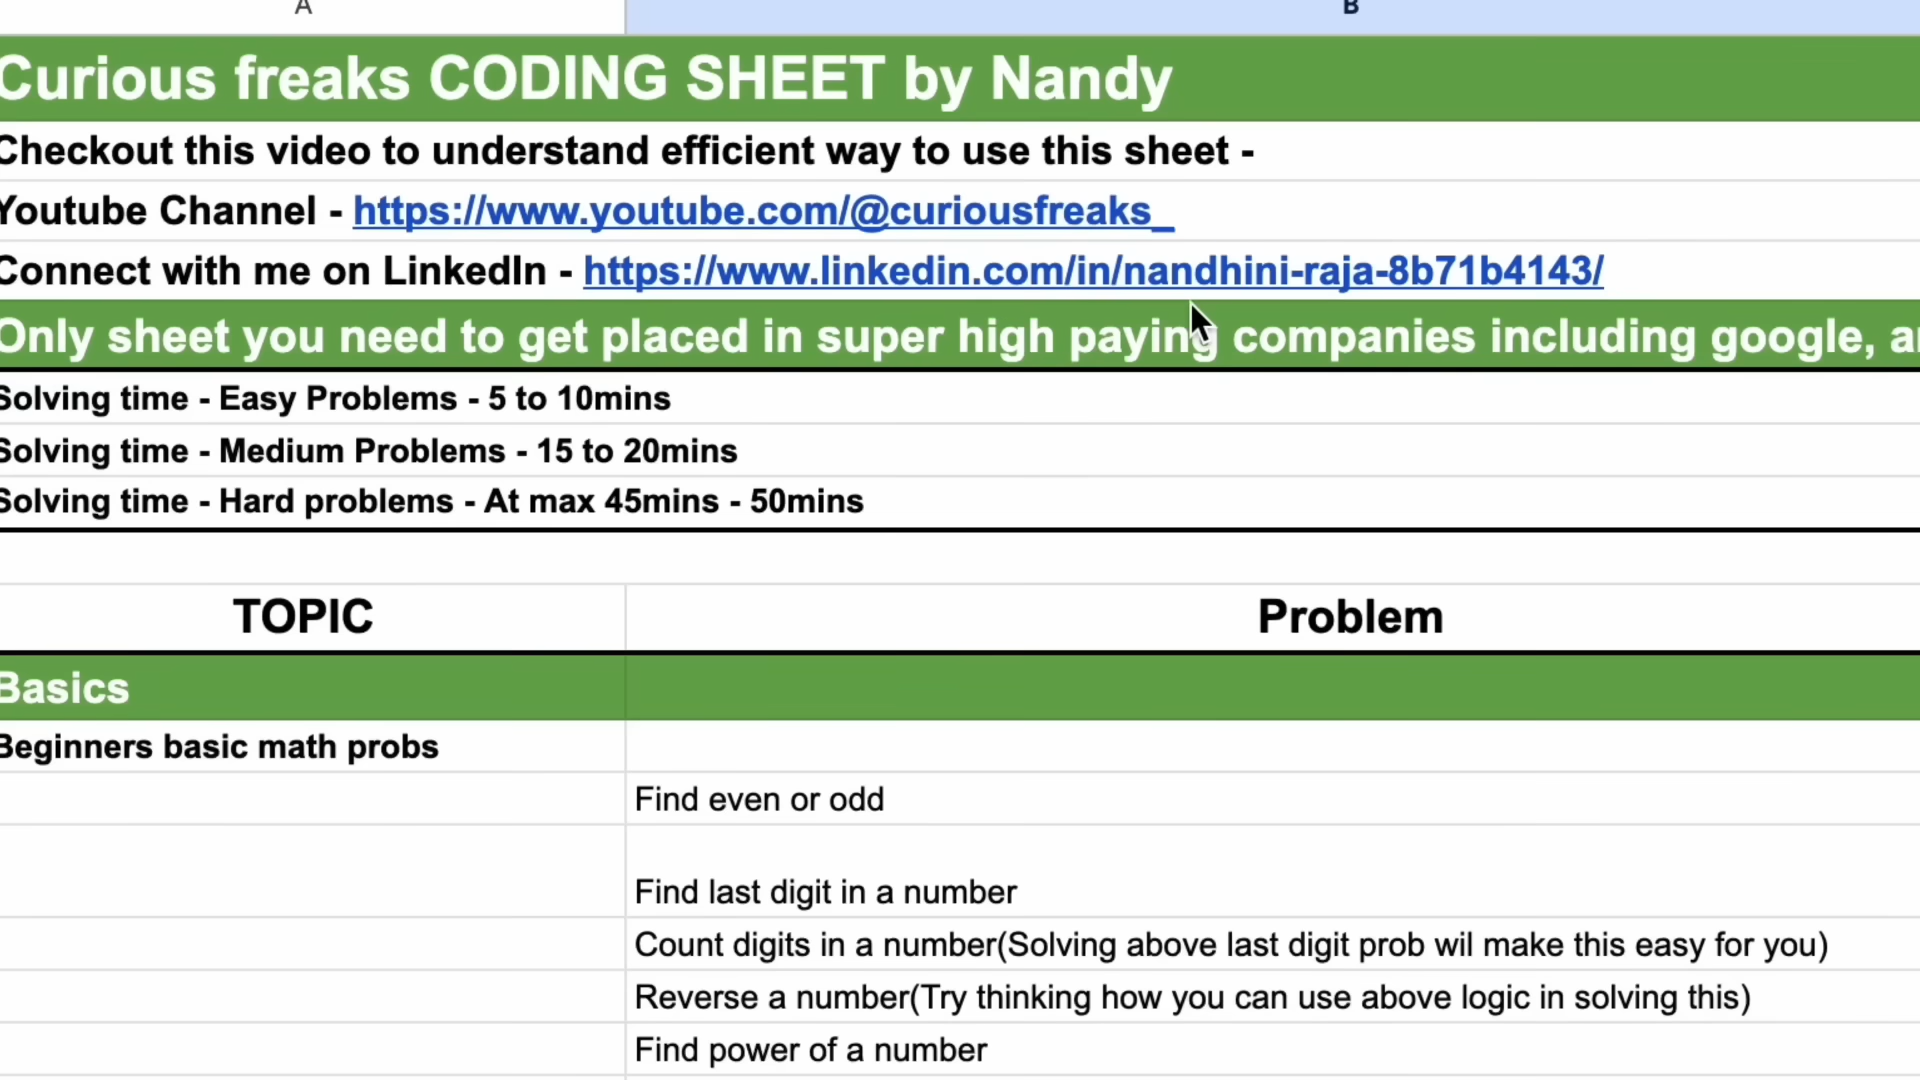 A B
Curious freaks CODING SHEET by Nandy
Checkout this video to understand efficient way to use this sheet -
Youtube Channel - https://www.youtube.com/@curiousfreaks_
Connect with me on LinkedIn - https://www.linkedin.com/in/nandhini-raja-8b71b4143/
Only sheet you need to get placed in super high paying companies including google,
Solving time - Easy Problems - 5 to 10mins
Solving time - Medium Problems - 15 to 20mins
Solving time - Hard problems - At max 45mins - 50mins
TOPIC Problem
Basics
Beginners basic math probs
Find even or odd
Find last digit in a number
Count digits in a number(Solving above last digit prob wil make this easy for you)
Reverse a number(Try thinking how you can use above logic in solving this)
Find power of a number